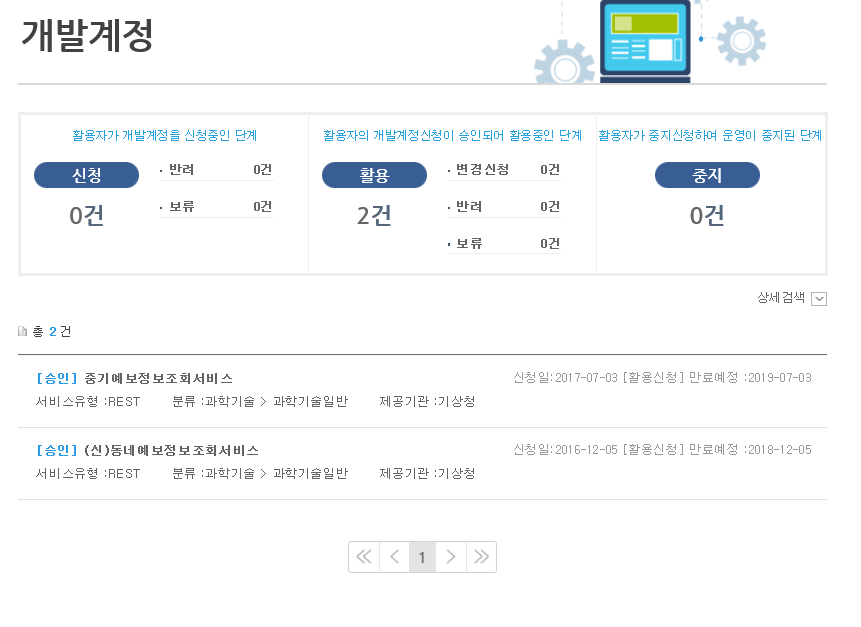 개발계정
활용자가 개발계정을 신청중인 단계
신청
0건
· 반려 0건
· 보류 0건
활용자의 개발계정신청이 승인되어 활용중인 단계
활용
2건
· 변경신청 0건
· 반려 0건
· 보류 0건
활용자가 중지신청하여 운영이 중지된 단계
중지
0건
상세검색
총 2 건
[승인] 중기예보정보조회서비스 신청일:2017-07-03 [활용신청] 만료예정 :2019-07-03
서비스유형 :REST 분류 :과학기술 > 과학기술일반 제공기관 :기상청
[승인] (신)동네예보정보조회서비스 신청일:2016-12-05 [활용신청] 만료예정 :2018-12-05
서비스유형 :REST 분류 :과학기술 > 과학기술일반 제공기관 :기상청
1